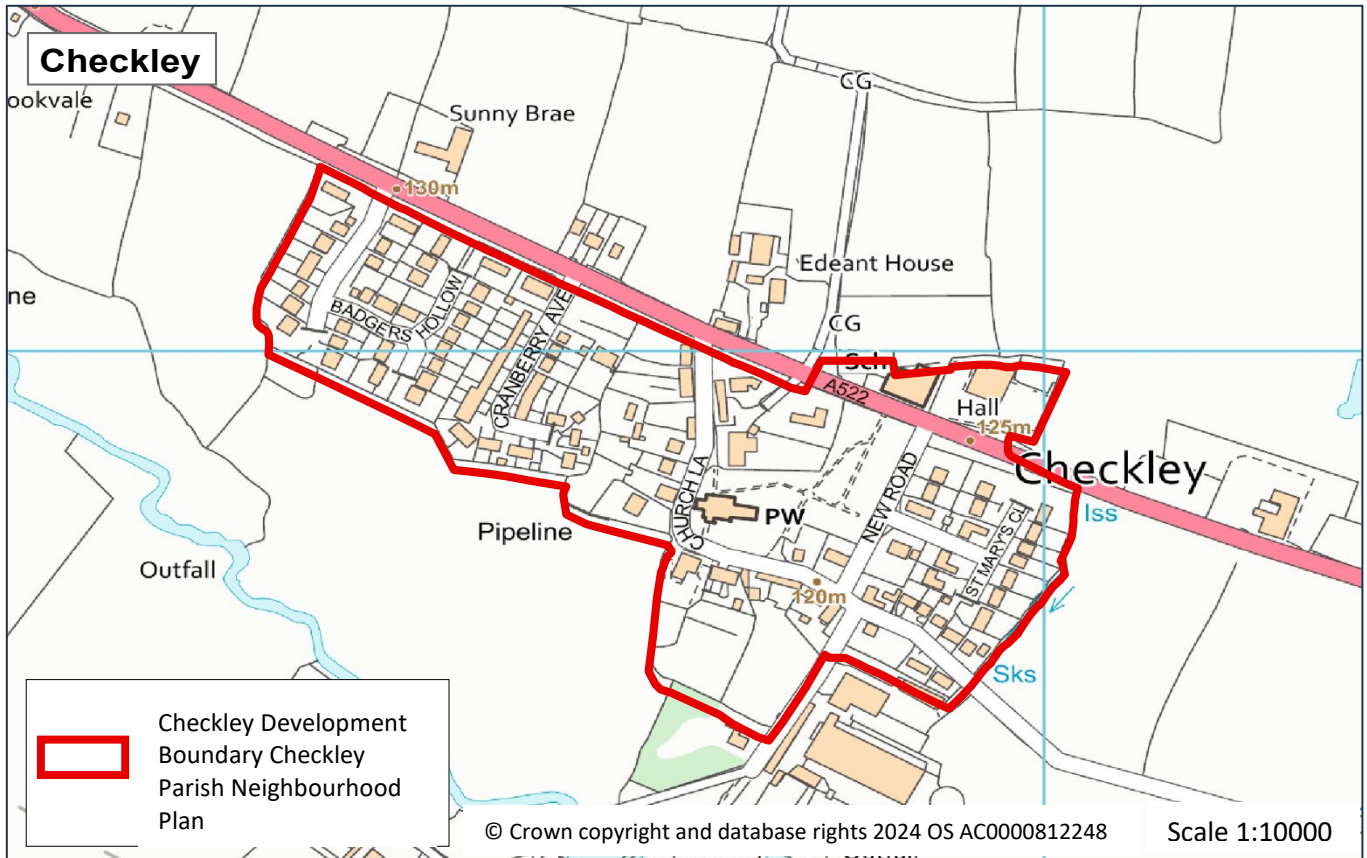 Checkley
ookvale
Sunny Brae
CG
130m
Edeant House
ne
BADGERS HOLLOW
CRANBERRY AVE
CG
Sch
A522
Hall
125m
Checkley
CHURCH LA
PW
NEW ROAD
Iss
Pipeline
ST MARY'S CL
Outfall
120m
Sks
Checkley Development
Boundary Checkley
Parish Neighbourhood
Plan
© Crown copyright and database rights 2024 OS AC0000812248
Scale 1:10000